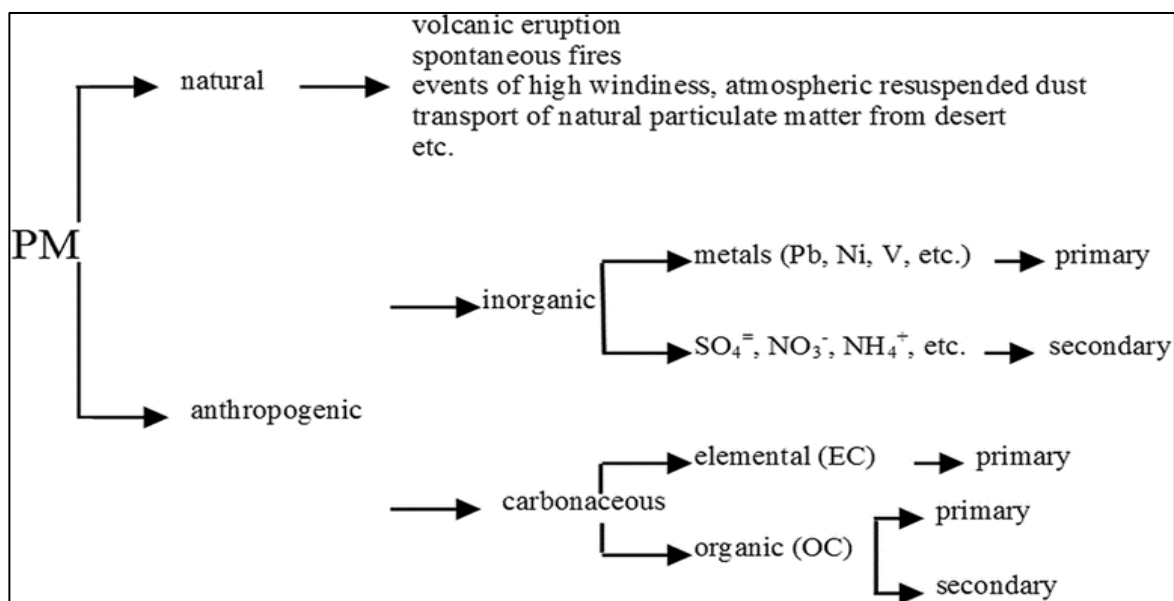 volcanic eruption
spontaneous fires
natural
events of high windiness, atmospheric resuspended dust
transport of natural particulate matter from desert
etc.
PM
metals (Pb, Ni, V, etc.)
primary
inorganic
SO₄⁼, NO₃⁻, NH₄⁺, etc.
secondary
anthropogenic
elemental (EC)
primary
carbonaceous
primary
organic (OC)
secondary